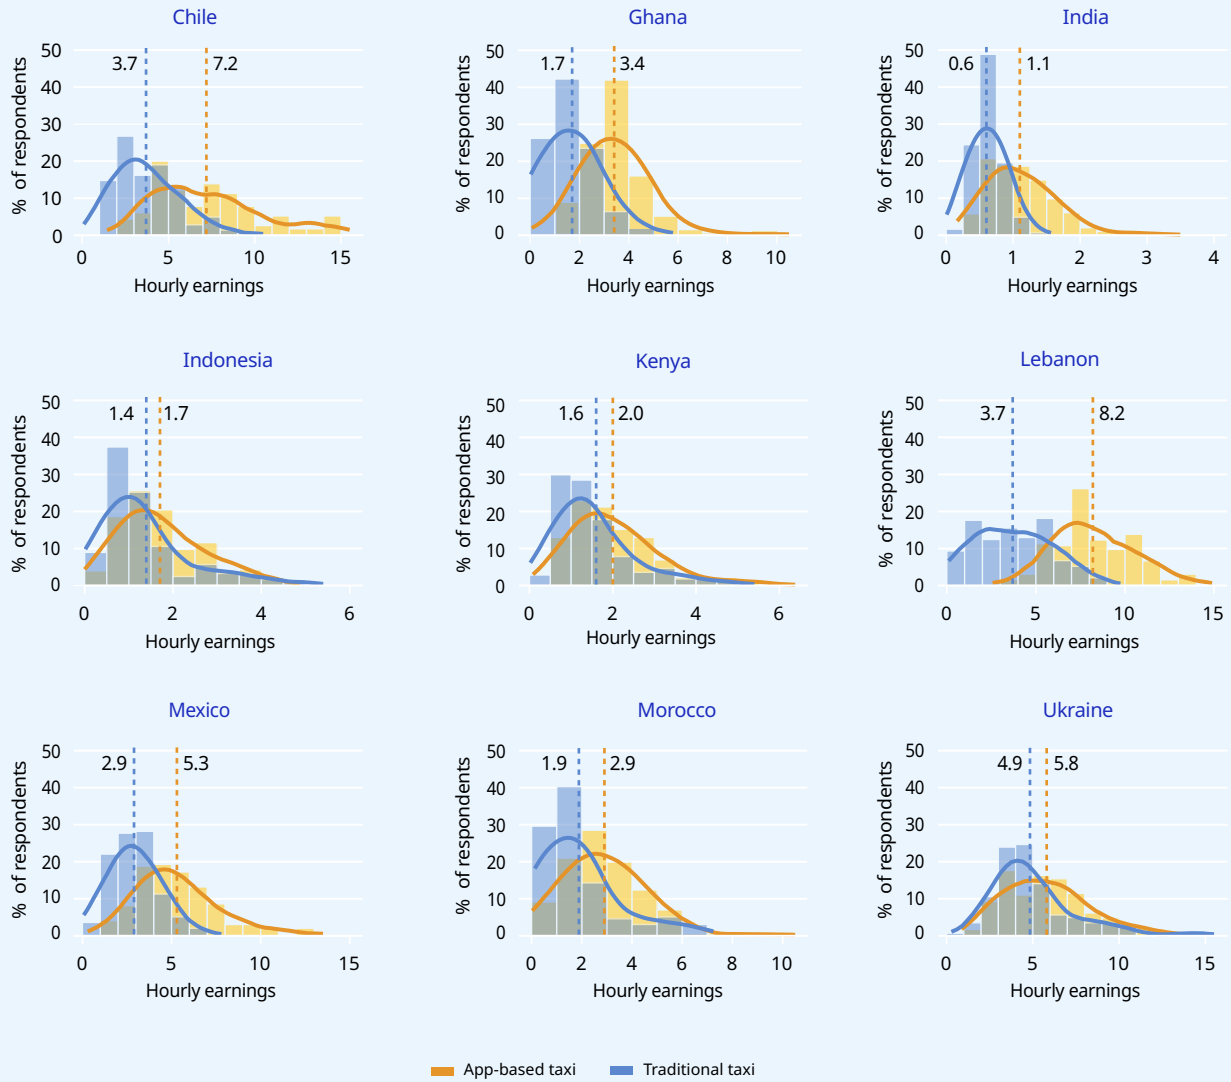 Chile
% of respondents
50
40
30
20
10
0
3.7
7.2
0 5 10 15
Hourly earnings
Ghana
% of respondents
50
40
30
20
10
0
1.7
3.4
0 2 4 6 8 10
Hourly earnings
India
% of respondents
50
40
30
20
10
0
0.6
1.1
0 1 2 3 4
Hourly earnings
Indonesia
% of respondents
50
40
30
20
10
0
1.4
1.7
0 2 4 6
Hourly earnings
Kenya
% of respondents
50
40
30
20
10
0
1.6
2.0
0 2 4 6
Hourly earnings
Lebanon
% of respondents
50
40
30
20
10
0
3.7
8.2
0 5 10 15
Hourly earnings
Mexico
% of respondents
50
40
30
20
10
0
2.9
5.3
0 5 10 15
Hourly earnings
Morocco
% of respondents
50
40
30
20
10
0
1.9
2.9
0 2 4 6 8 10
Hourly earnings
Ukraine
% of respondents
50
40
30
20
10
0
4.9
5.8
0 5 10 15
Hourly earnings
App-based taxi
Traditional taxi